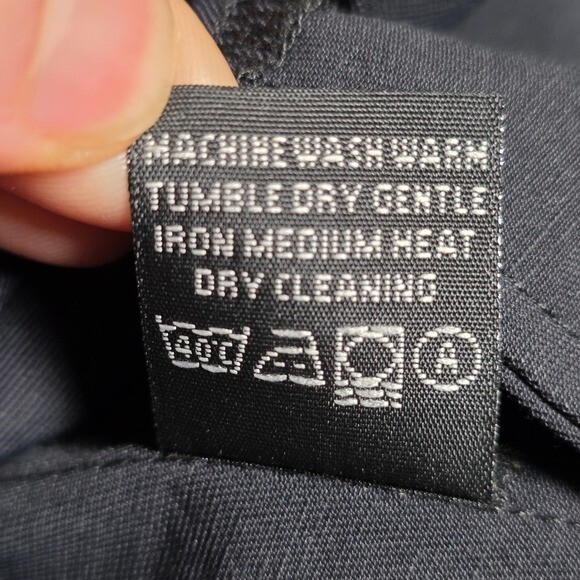 MACHINE WASH WARM
TUMBLE DRY GENTLE
IRON MEDIUM HEAT
DRY CLEANING
40℃ A